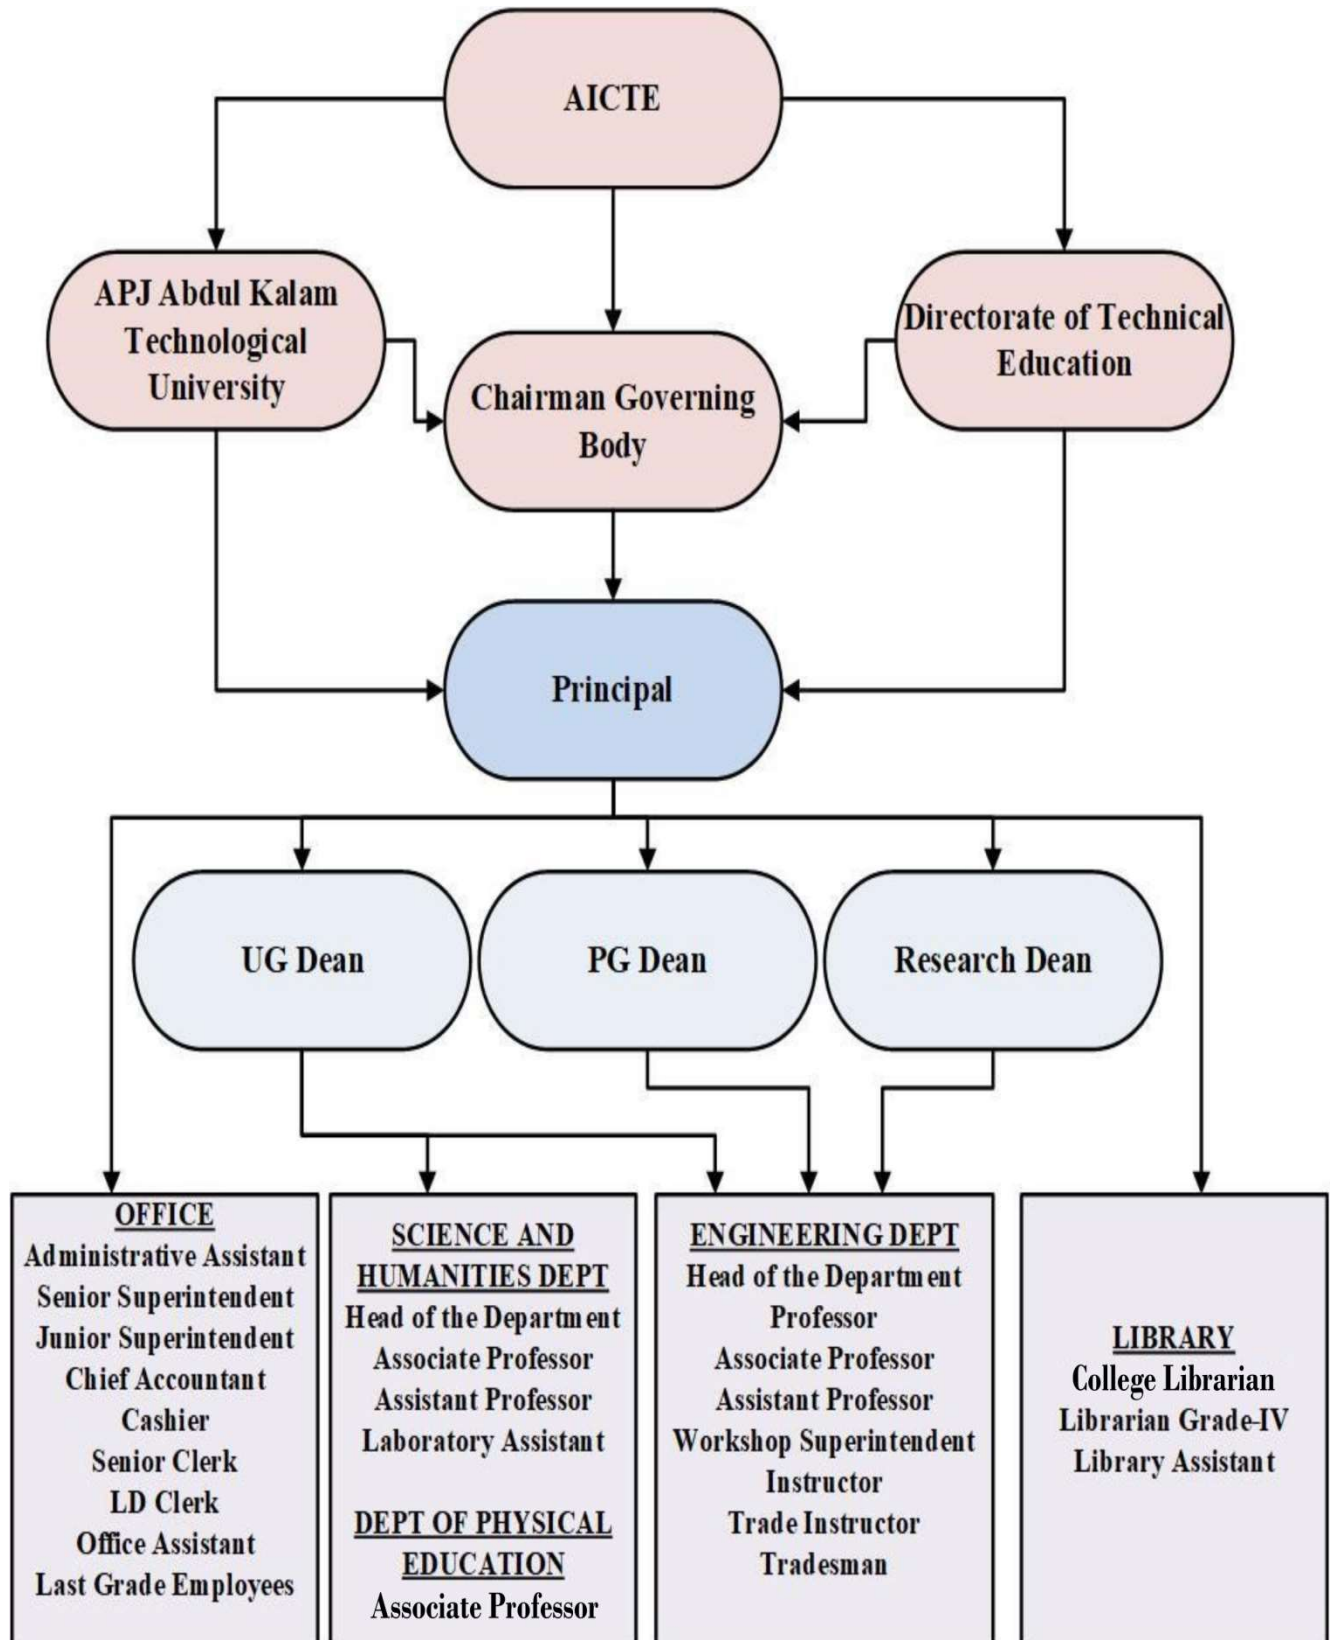 AICTE
APJ Abdul Kalam
Technological
University
Directorate of Technical
Education
Chairman Governing
Body
Principal
UG Dean
PG Dean
Research Dean
OFFICE
Administrative Assistant
Senior Superintendent
Junior Superintendent
Chief Accountant
Cashier
Senior Clerk
LD Clerk
Office Assistant
Last Grade Employees
SCIENCE AND
HUMANITIES DEPT
Head of the Department
Associate Professor
Assistant Professor
Laboratory Assistant
DEPT OF PHYSICAL
EDUCATION
Associate Professor
ENGINEERING DEPT
Head of the Department
Professor
Associate Professor
Assistant Professor
Workshop Superintendent
Instructor
Trade Instructor
Tradesman
LIBRARY
College Librarian
Librarian Grade-IV
Library Assistant